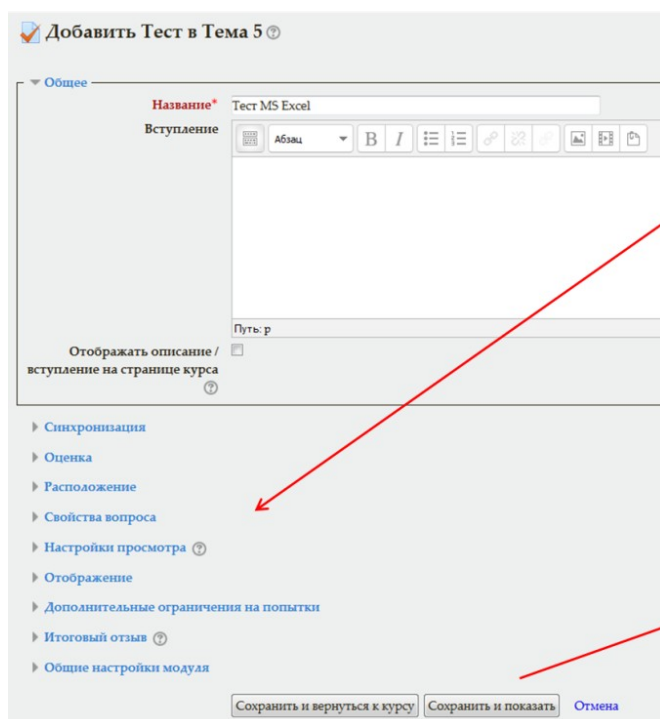 Добавить Тест в Тема 5
Общее
Название*
Тест MS Excel
Вступление
Абзац
B I
Путь: p
Отображать описание /
вступление на странице курса
Синхронизация
Оценка
Расположение
Свойства вопроса
Настройки просмотра
Отображение
Дополнительные ограничения на попытки
Итоговый отзыв
Общие настройки модуля
Сохранить и вернуться к курсу Сохранить и показать Отмена